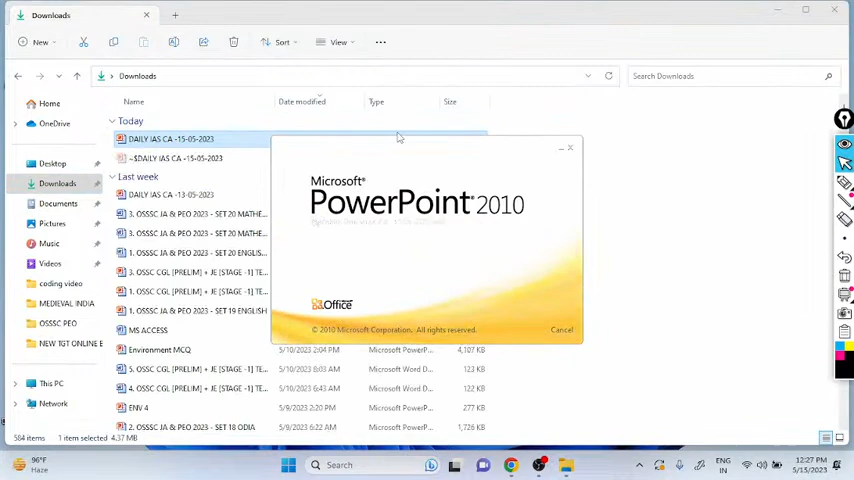 Downloads
New
Sort
View
Downloads
Search Downloads
Name
Date modified
Type
Size
Home
OneDrive
Desktop
Downloads
Documents
Pictures
Music
Videos
coding video
MEDIEVAL INDIA
OSSSC PEO
NEW TGT ONLINE E
This PC
Network
Today
DAILY IAS CA -15-05-2023
~$DAILY IAS CA -15-05-2023
Last week
DAILY IAS CA -13-05-2023
3. OSSSC JA & PEO 2023 - SET 20 MATHE...
3. OSSSC JA & PEO 2023 - SET 20 MATHE...
1. OSSSC JA & PEO 2023 - SET 20 ENGLIS...
3. OSSC CGL [PRELIM] + JE [STAGE -1] TE...
1. OSSC CGL [PRELIM] + JE [STAGE -1] TE...
1. OSSSC JA & PEO 2023 - SET 19 ENGLISH
MS ACCESS
Environment MCQ 5/10/2023 2:04 PM Microsoft PowerP... 4,107 KB
5. OSSC CGL [PRELIM] + JE [STAGE -1] TE... 5/10/2023 8:03 AM Microsoft Word D... 123 KB
4. OSSC CGL [PRELIM] + JE [STAGE -1] TE... 5/10/2023 6:43 AM Microsoft Word D... 122 KB
ENV 4 5/9/2023 2:20 PM Microsoft PowerP... 277 KB
2. OSSSC JA & PEO 2023 - SET 18 ODIA 5/9/2023 6:22 AM Microsoft PowerP... 1,726 KB
Microsoft®
PowerPoint® 2010
Office
© 2010 Microsoft Corporation. All rights reserved.
Cancel
584 items 1 item selected 4.37 MB
96°F
Haze
Search
ENG
IN
12:27 PM
5/15/2023